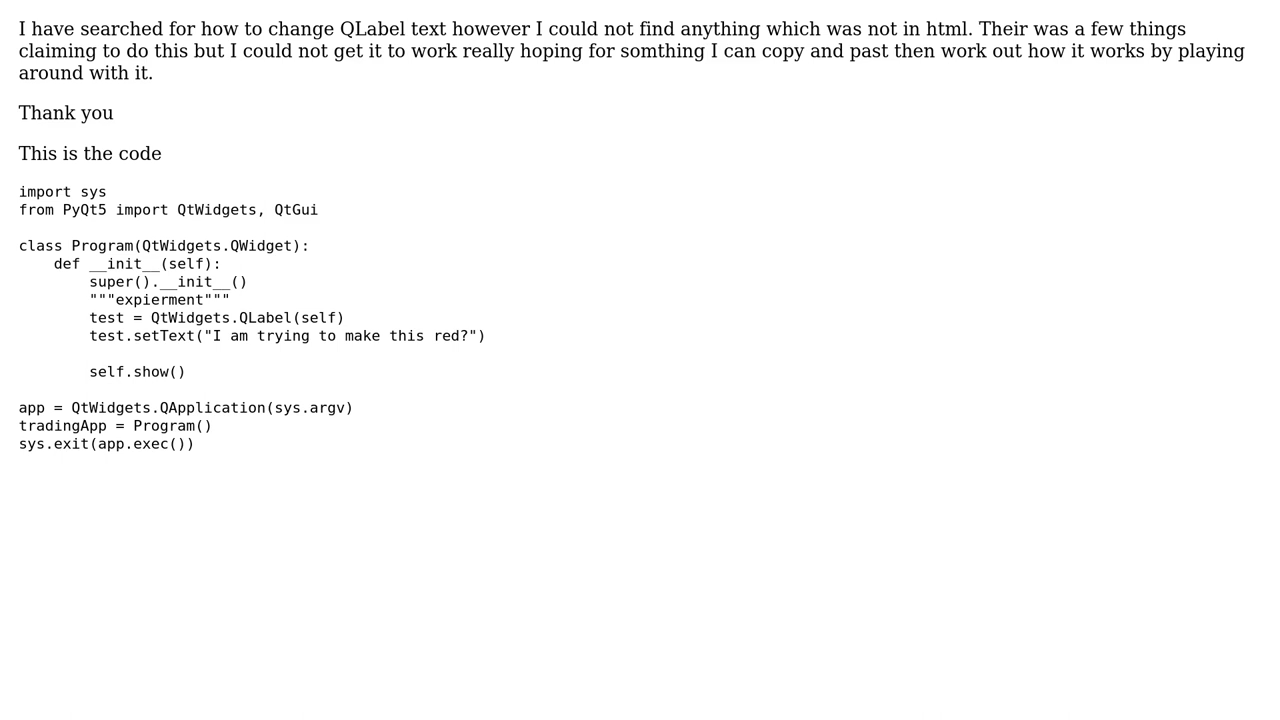 I have searched for how to change QLabel text however I could not find anything which was not in html. Their was a few things
claiming to do this but I could not get it to work really hoping for somthing I can copy and past then work out how it works by playing
around with it.
Thank you
This is the code
import sys
from PyQt5 import QtWidgets, QtGui
class Program(QtWidgets.QWidget):
    def __init__(self):
        super().__init__()
        """expierment"""
        test = QtWidgets.QLabel(self)
        test.setText("I am trying to make this red?")
        self.show()
app = QtWidgets.QApplication(sys.argv)
tradingApp = Program()
sys.exit(app.exec())